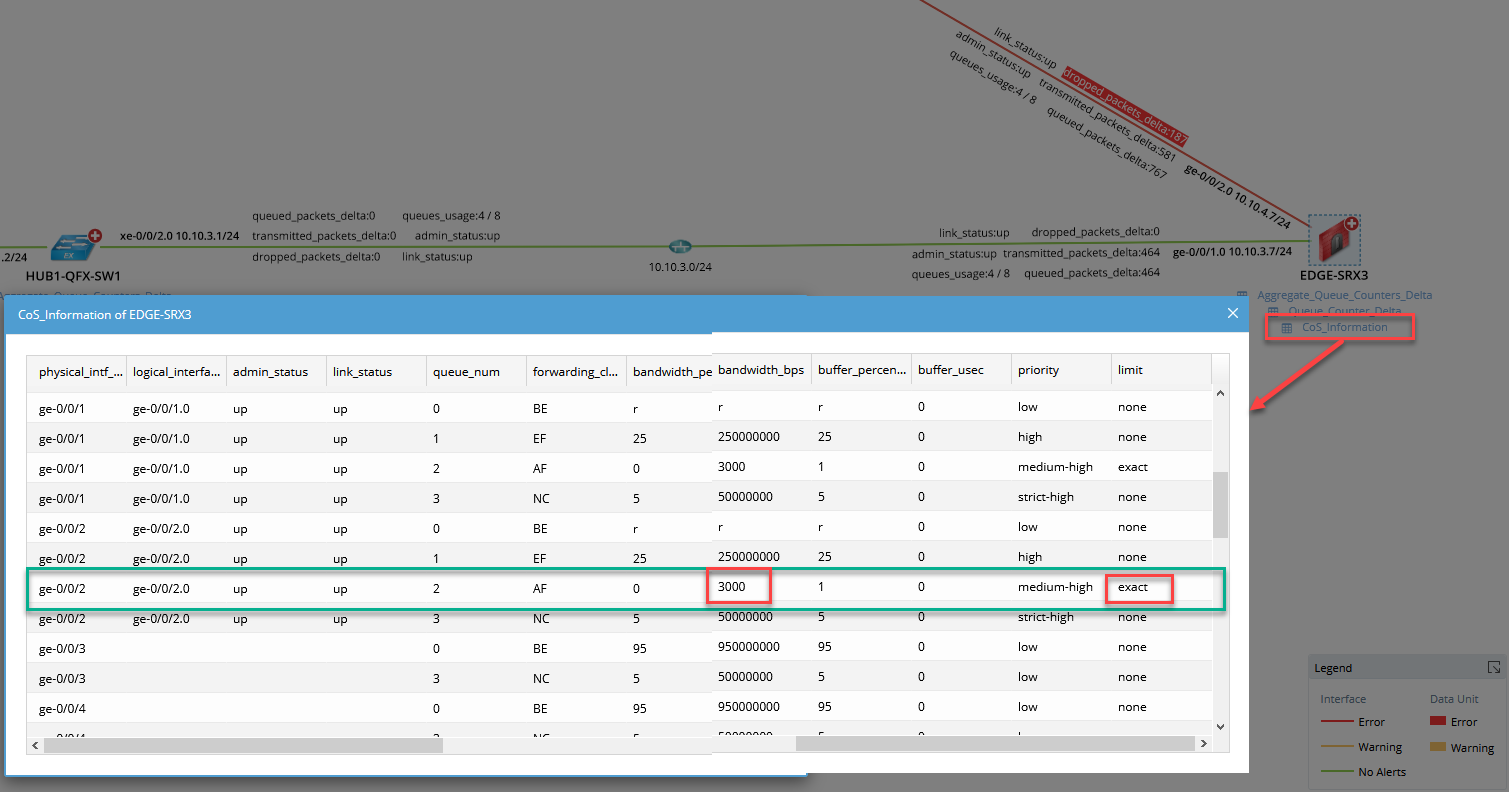 link_status:up
admin_status:up dropped_packets_delta:187
queues_usage:4 / 8 transmitted_packets_delta:581
queued_packets_delta:767
ge-0/0/2.0 10.10.4.7/24
queued_packets_delta:0 queues_usage:4 / 8
.2/24 xe-0/0/2.0 10.10.3.1/24 transmitted_packets_delta:0 admin_status:up
dropped_packets_delta:0 link_status:up
EX
HUB1-QFX-SW1
10.10.3.0/24
link_status:up dropped_packets_delta:0
admin_status:up transmitted_packets_delta:464 ge-0/0/1.0 10.10.3.7/24
queues_usage:4 / 8 queued_packets_delta:464
EDGE-SRX3
Aggregate_Queue_Counters_Delta
Aggregate_Queue_Counters_Delta
Queue_Counter_Delta
CoS_Information
CoS_Information of EDGE-SRX3
physical_intf_... logical_interfa... admin_status link_status queue_num forwarding_cl... bandwidth_pe bandwidth_bps buffer_percen... buffer_usec priority limit
ge-0/0/1 ge-0/0/1.0 up up 0 BE r r r 0 low none
ge-0/0/1 ge-0/0/1.0 up up 1 EF 25 250000000 25 0 high none
ge-0/0/1 ge-0/0/1.0 up up 2 AF 0 3000 1 0 medium-high exact
ge-0/0/1 ge-0/0/1.0 up up 3 NC 5 50000000 5 0 strict-high none
ge-0/0/2 ge-0/0/2.0 up up 0 BE r r r 0 low none
ge-0/0/2 ge-0/0/2.0 up up 1 EF 25 250000000 25 0 high none
ge-0/0/2 ge-0/0/2.0 up up 2 AF 0 3000 1 0 medium-high exact
ge-0/0/2 ge-0/0/2.0 up up 3 NC 5 50000000 5 0 strict-high none
ge-0/0/3 0 BE 95 950000000 95 0 low none
ge-0/0/3 3 NC 5 50000000 5 0 low none
ge-0/0/4 0 BE 95 950000000 95 0 low none
Legend
Interface Data Unit
Error Error
Warning Warning
No Alerts